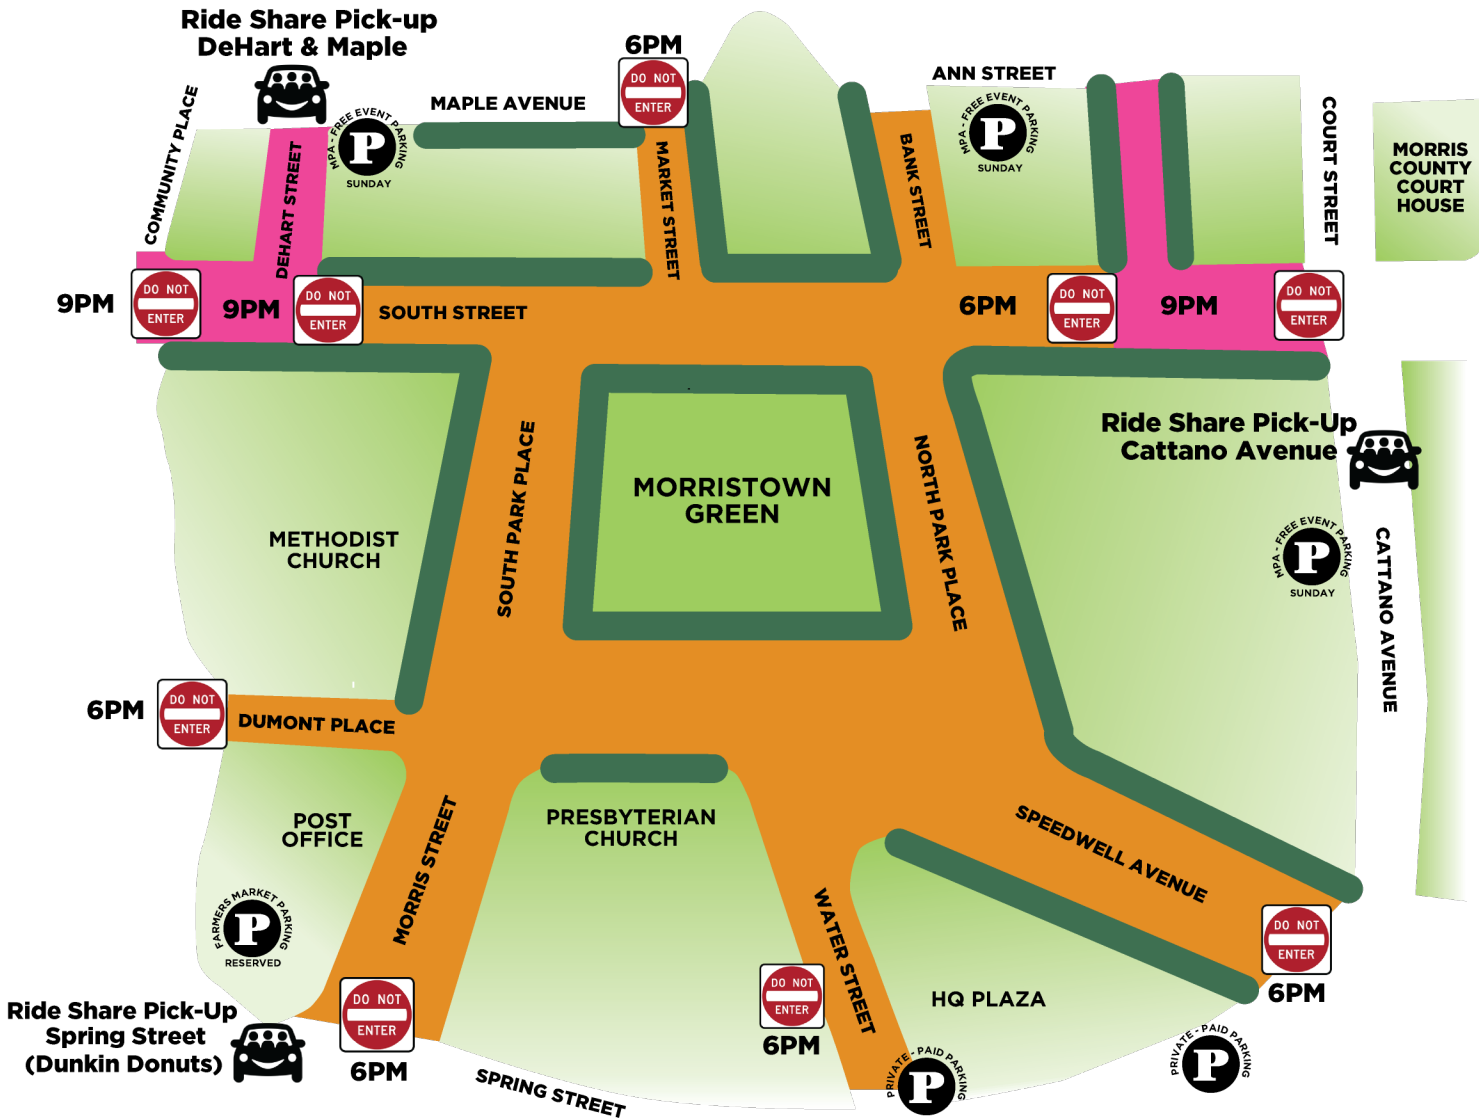 Ride Share Pick-up
DeHart & Maple
6PM
DO NOT
ENTER
ANN STREET
MAPLE AVENUE
COMMUNITY PLACE
DEHART STREET
MPA - FREE EVENT PARKING
P
SUNDAY
MARKET STREET
BANK STREET
MPA - FREE EVENT PARKING
P
SUNDAY
COURT STREET
MORRIS
COUNTY
COURT
HOUSE
9PM
DO NOT
ENTER
9PM
DO NOT
ENTER
SOUTH STREET
6PM
DO NOT
ENTER
9PM
DO NOT
ENTER
Ride Share Pick-Up
Cattano Avenue
MORRISTOWN
GREEN
SOUTH PARK PLACE
NORTH PARK PLACE
METHODIST
CHURCH
MPA - FREE EVENT PARKING
P
SUNDAY
CATTANO AVENUE
6PM
DO NOT
ENTER
DUMONT PLACE
POST
OFFICE
MORRIS STREET
PRESBYTERIAN
CHURCH
SPEEDWELL AVENUE
WATER STREET
FARMERS MARKET PARKING
P
RESERVED
DO NOT
ENTER
6PM
Ride Share Pick-Up
Spring Street
(Dunkin Donuts)
DO NOT
ENTER
6PM
SPRING STREET
DO NOT
ENTER
6PM
HQ PLAZA
PRIVATE - PAID PARKING
P
PRIVATE - PAID PARKING
P